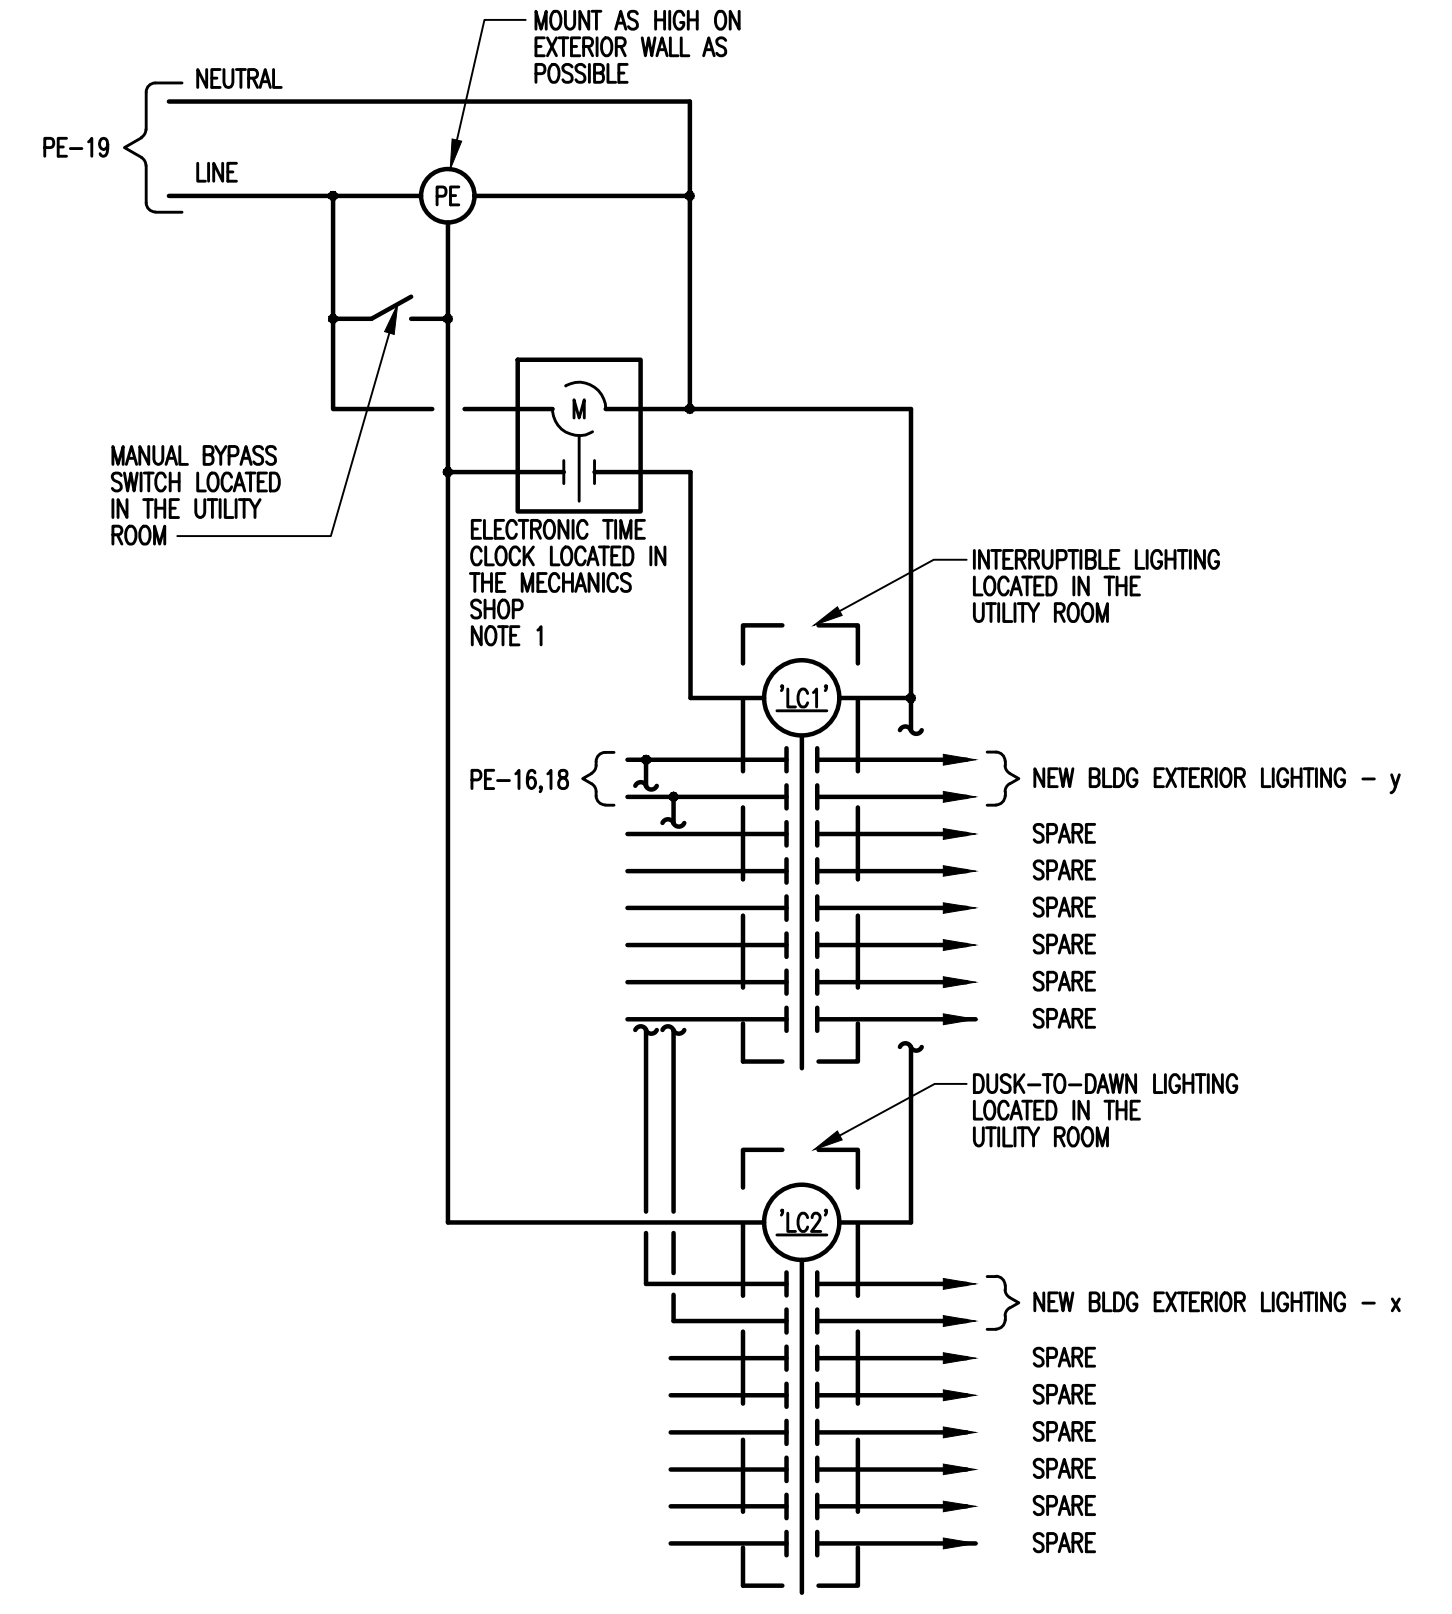 MOUNT AS HIGH ON
EXTERIOR WALL AS
POSSIBLE
NEUTRAL
PE-19
LINE
PE
M
MANUAL BYPASS
SWITCH LOCATED
IN THE UTILITY
ROOM
ELECTRONIC TIME
CLOCK LOCATED IN
THE MECHANICS
SHOP
NOTE 1
INTERRUPTIBLE LIGHTING
LOCATED IN THE
UTILITY ROOM
'LC1'
PE-16,18
NEW BLDG EXTERIOR LIGHTING - y
SPARE
SPARE
SPARE
SPARE
SPARE
SPARE
DUSK-TO-DAWN LIGHTING
LOCATED IN THE
UTILITY ROOM
'LC2'
NEW BLDG EXTERIOR LIGHTING - x
SPARE
SPARE
SPARE
SPARE
SPARE
SPARE